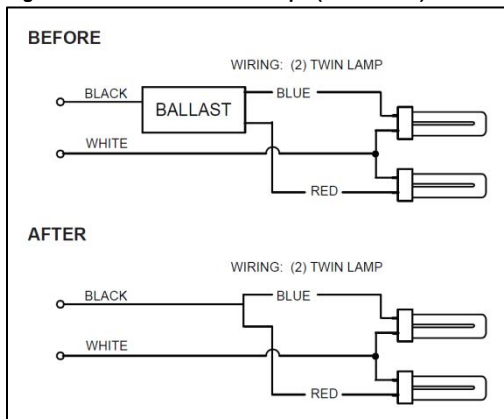 BEFORE
WIRING: (2) TWIN LAMP
BLACK
BLUE
BALLAST
WHITE
RED
AFTER
WIRING: (2) TWIN LAMP
BLACK
BLUE
WHITE
RED